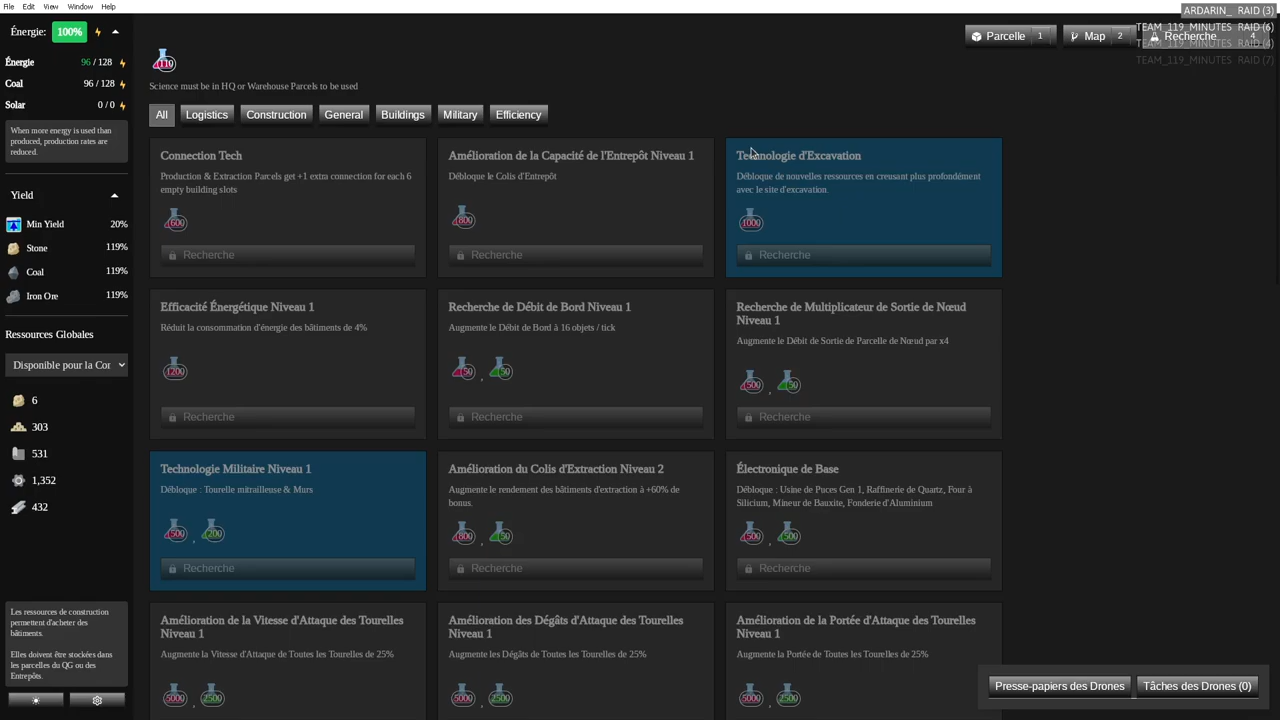 File Edit View Window Help
Énergie: 100%
Énergie 96 / 128
Coal 96 / 128
Solar 0 / 0
When more energy is used than
produced, production rates are
reduced.
Yield
Min Yield 20%
Stone 119%
Coal 119%
Iron Ore 119%
Ressources Globales
Disponible pour la Cor
6
303
531
1,352
432
Les ressources de construction
permettent d'acheter des
bâtiments.
Elles doivent être stockées dans
les parcelles du QG ou des
Entrepôts.
110
Science must be in HQ or Warehouse Parcels to be used
All Logistics Construction General Buildings Military Efficiency
Parcelle 1 Map 2 Recherche 4
ARDARIN_ RAID (3)
TEAM_119_MINUTES RAID (6)
TEAM_119_MINUTES RAID (4)
TEAM_119_MINUTES RAID (7)
Connection Tech
Production & Extraction Parcels get +1 extra connection for each 6
empty building slots
600
Recherche
Amélioration de la Capacité de l'Entrepôt Niveau 1
Débloque le Colis d'Entrepôt
800
Recherche
Technologie d'Excavation
Débloque de nouvelles ressources en creusant plus profondément
avec le site d'excavation.
1000
Recherche
Efficacité Énergétique Niveau 1
Réduit la consommation d'énergie des bâtiments de 4%
1200
Recherche
Recherche de Débit de Bord Niveau 1
Augmente le Débit de Bord à 16 objets / tick
50 , 50
Recherche
Recherche de Multiplicateur de Sortie de Nœud
Niveau 1
Augmente le Débit de Sortie de Parcelle de Nœud par x4
500 , 50
Recherche
Technologie Militaire Niveau 1
Débloque : Tourelle mitrailleuse & Murs
500 , 200
Recherche
Amélioration du Colis d'Extraction Niveau 2
Augmente le rendement des bâtiments d'extraction à +60% de
bonus.
800 , 50
Recherche
Électronique de Base
Débloque : Usine de Puces Gen 1, Raffinerie de Quartz, Four à
Silicium, Mineur de Bauxite, Fonderie d'Aluminium
500 , 500
Recherche
Amélioration de la Vitesse d'Attaque des Tourelles
Niveau 1
Augmente la Vitesse d'Attaque de Toutes les Tourelles de 25%
5000 , 2500
Amélioration des Dégâts d'Attaque des Tourelles
Niveau 1
Augmente les Dégâts de Toutes les Tourelles de 25%
5000 , 2500
Amélioration de la Portée d'Attaque des Tourelles
Niveau 1
Augmente la Portée de Toutes les Tourelles de 25%
5000 , 2500
Presse-papiers des Drones Tâches des Drones (0)